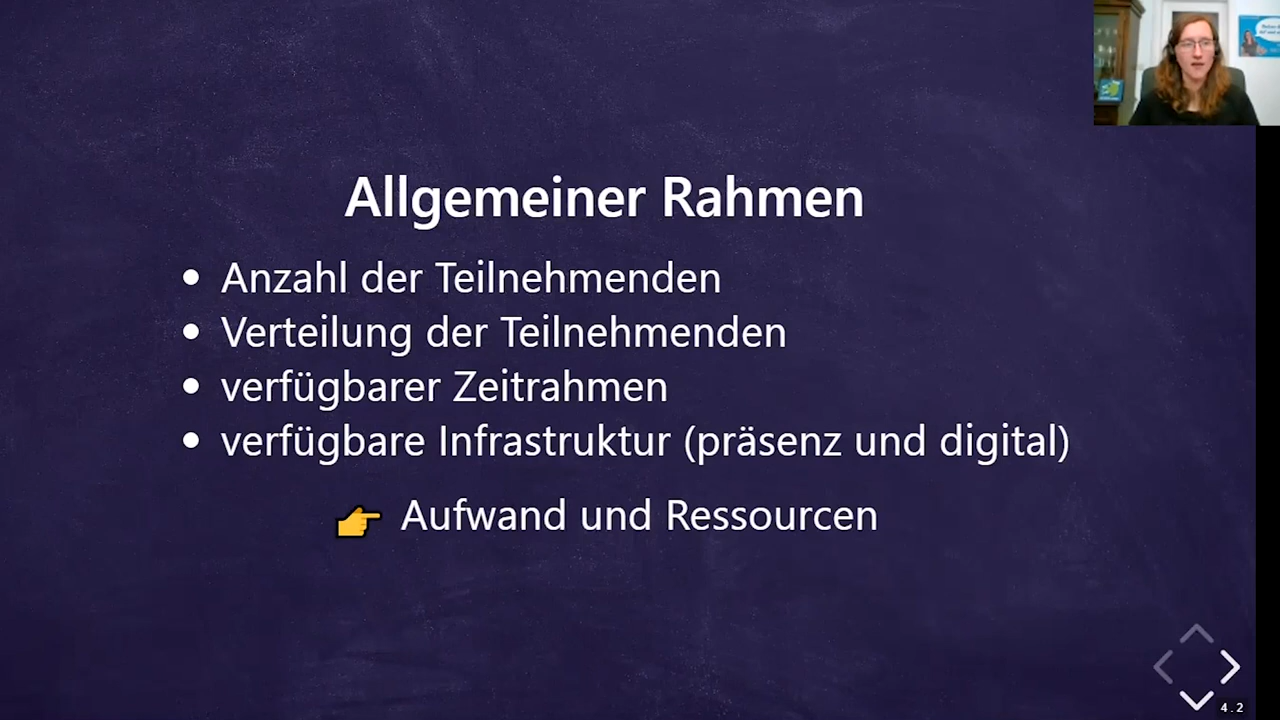 Allgemeiner Rahmen
• Anzahl der Teilnehmenden
• Verteilung der Teilnehmenden
• verfügbarer Zeitrahmen
• verfügbare Infrastruktur (präsenz und digital)
👉 Aufwand und Ressourcen
4.2